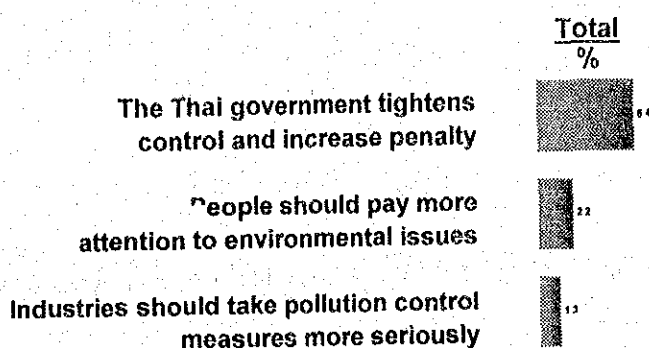 Total
%
The Thai government tightens
control and increase penalty
People should pay more
attention to environmental issues
22
Industries should take pollution control
measures more seriously
13